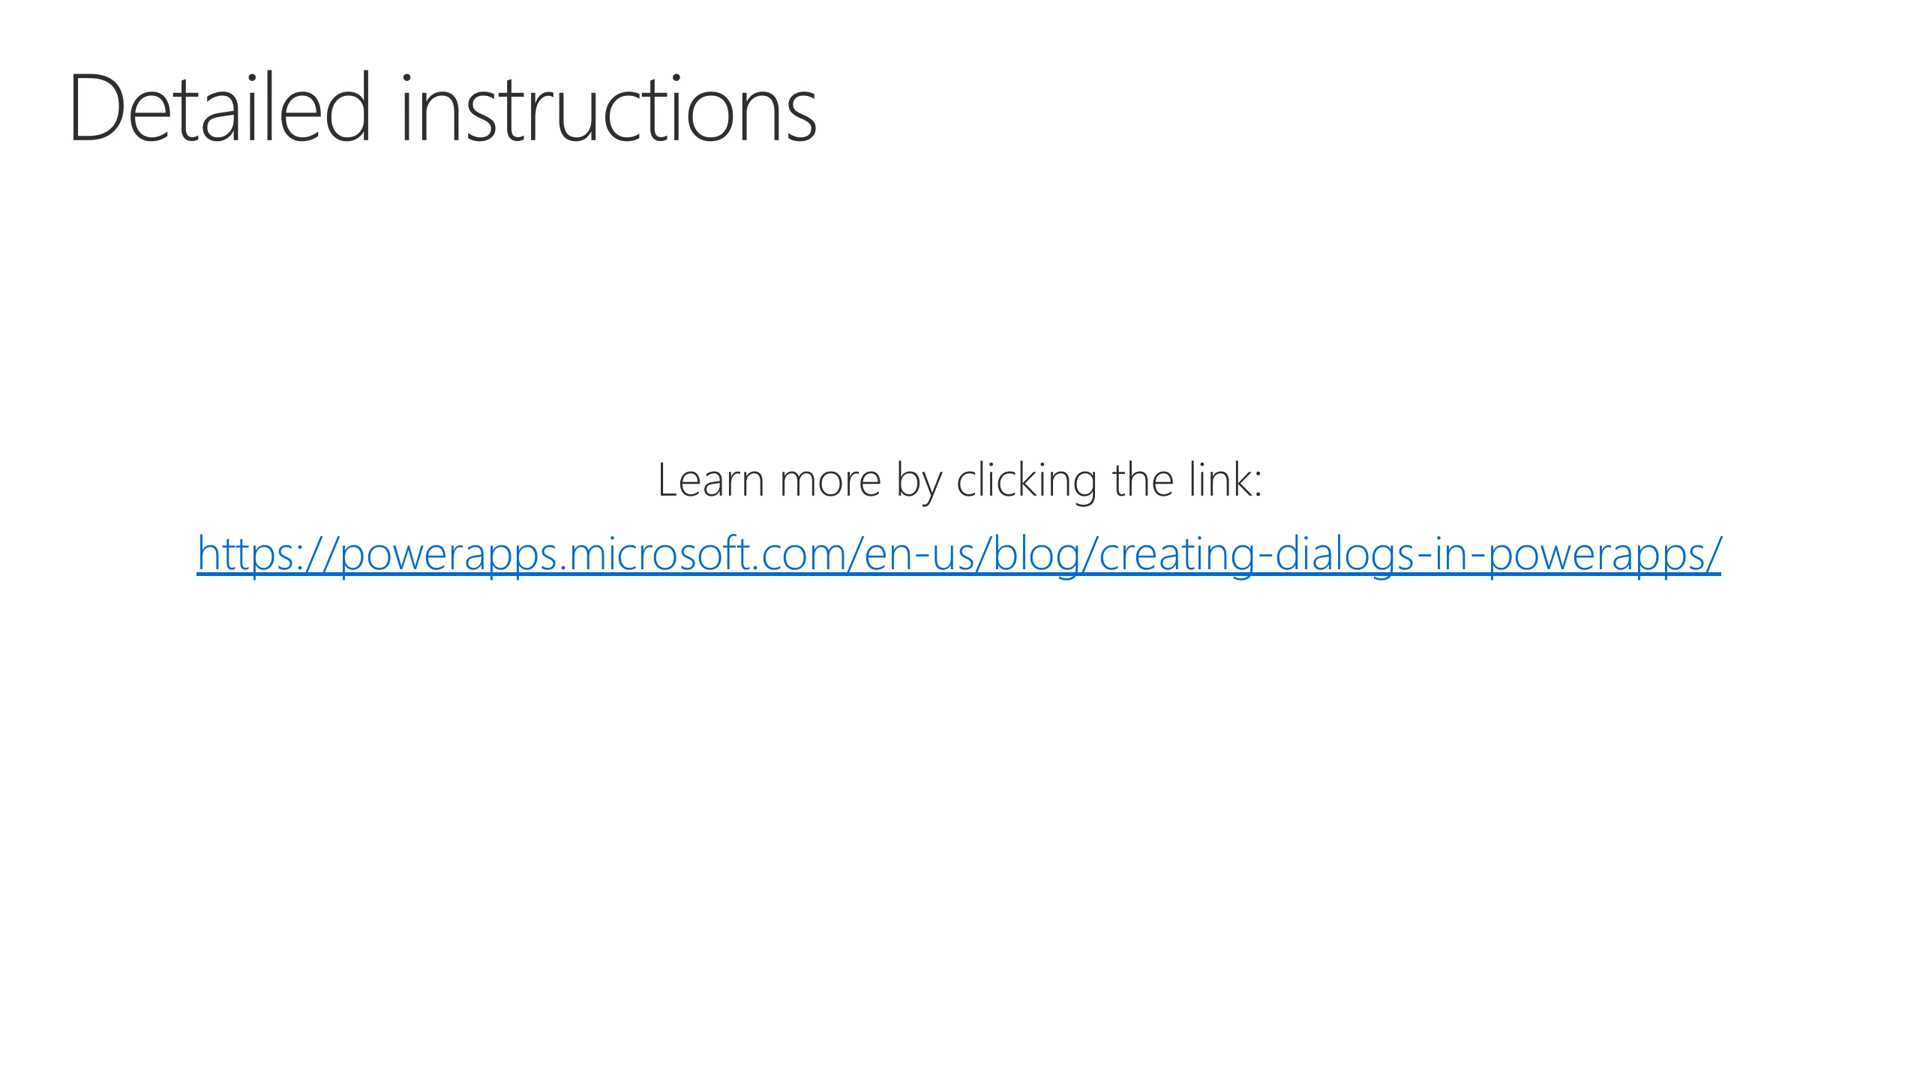 Detailed instructions
Learn more by clicking the link:
https://powerapps.microsoft.com/en-us/blog/creating-dialogs-in-powerapps/